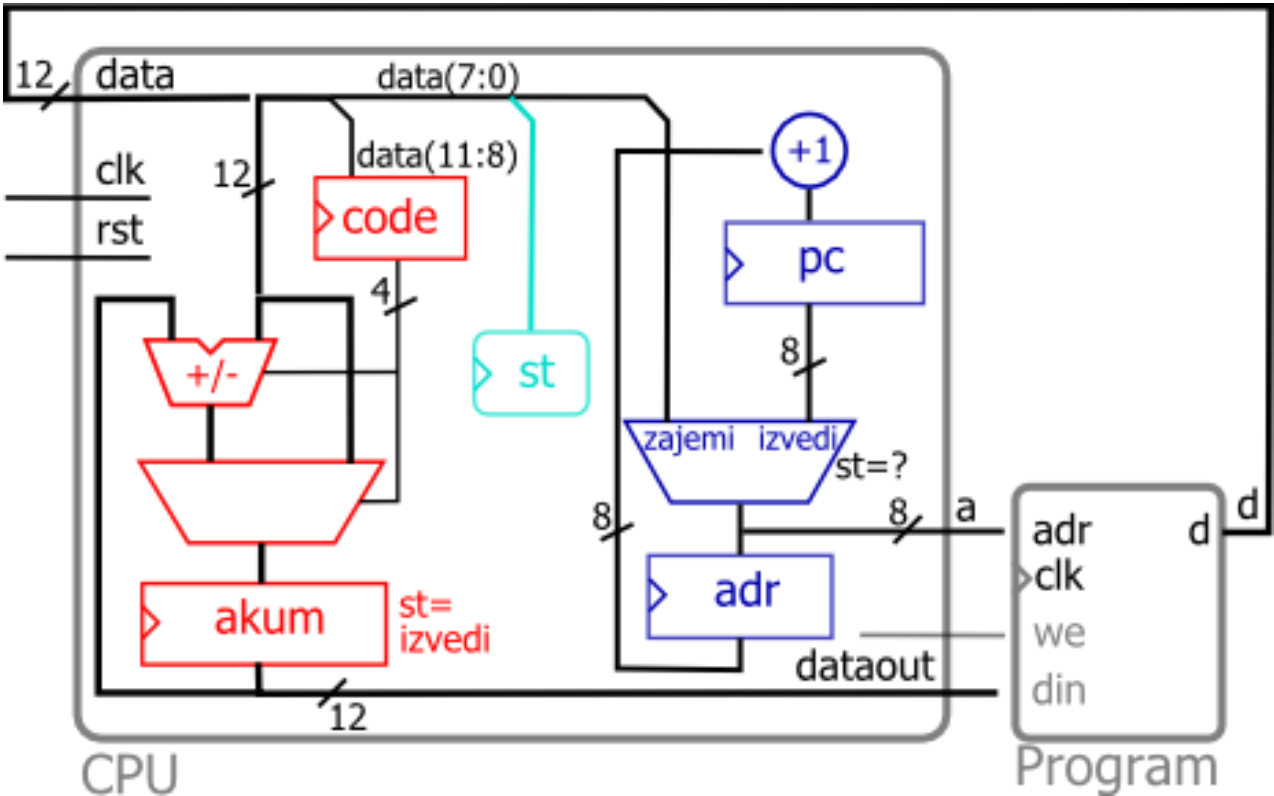 12
data
data(7:0)
clk
12
data(11:8)
+1
rst
code
pc
4
+/-
st
8
zajemi izvedi
st=?
8
8
a
adr
d
d
akum
st=
izvedi
adr
clk
we
dataout
din
12
CPU
Program